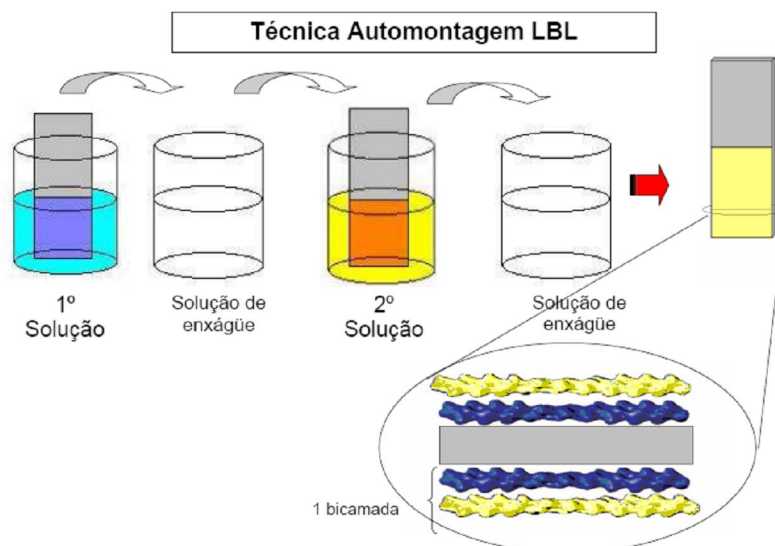 Técnica Automontagem LBL
1º
Solução
Solução de
enxágüe
2º
Solução
Solução de
enxágüe
1 bicamada